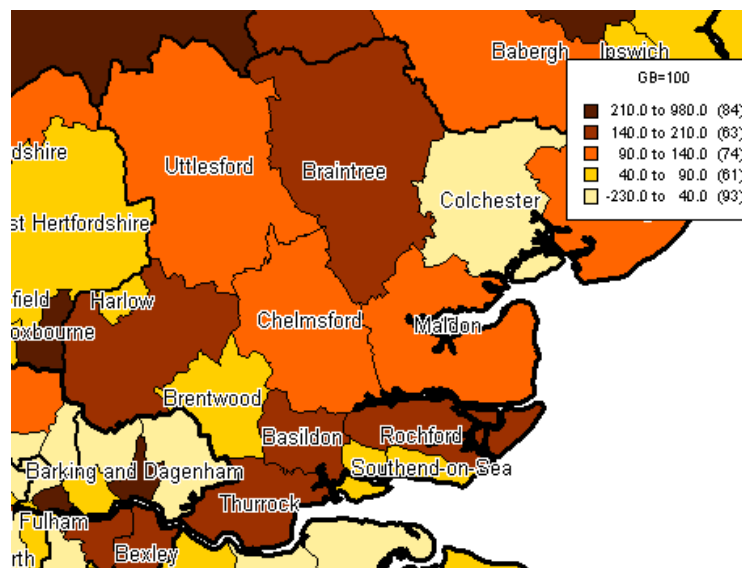 Babergh
Ipswich
GB=100
210.0 to 980.0 (84)
140.0 to 210.0 (63)
90.0 to 140.0 (74)
40.0 to 90.0 (61)
-230.0 to 40.0 (93)
dshire
Uttlesford
Braintree
Colchester
st Hertfordshire
field
Harlow
oxbourne
Chelmsford
Maldon
Brentwood
Basildon
Rochford
Barking and Dagenham
Southend-on-Sea
Thurrock
Fulham
Bexley
rth